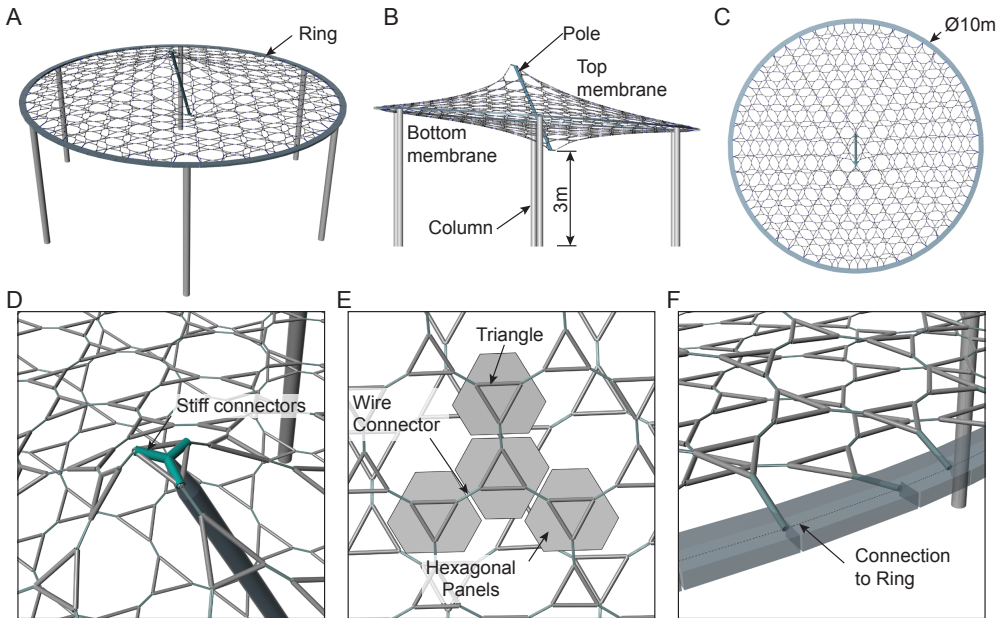 A
Ring
B
Pole
Top
membrane
Bottom
membrane
Column
3m
C
Ø10m
D
Stiff connectors
E
Triangle
Wire
Connector
Hexagonal
Panels
F
Connection
to Ring